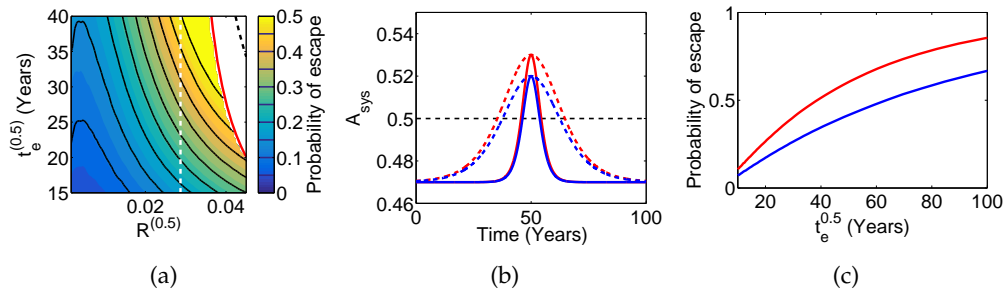 40
35
30
25
20
15
t_e^(0.5) (Years)
0.02 0.04
R^(0.5)
0.5
0.4
0.3
0.2
0.1
0
Probability of escape
0.54
0.52
0.5
0.48
0.46
A_sys
0 50 100
Time (Years)
1
0.5
0
Probability of escape
20 40 60 80 100
t_e^0.5 (Years)
(a) (b) (c)